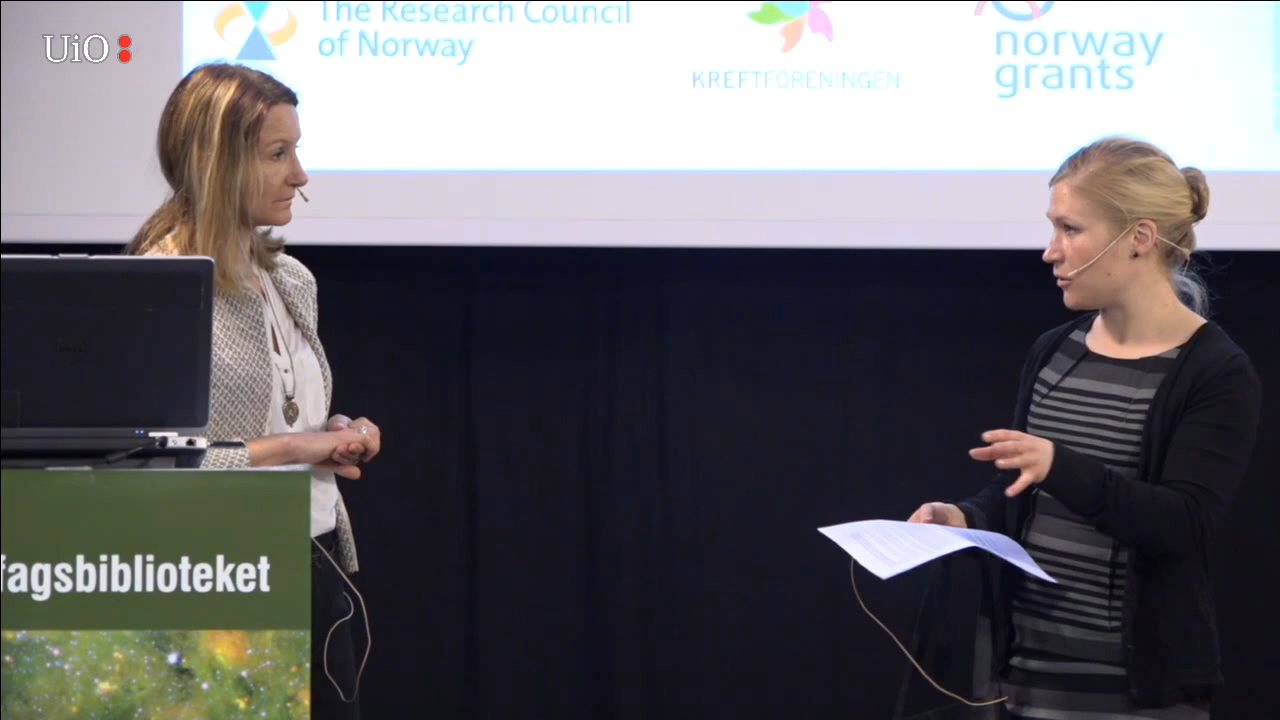 The Research Council
of Norway
UiO:
KREFTFORENINGEN
norway
grants
fagsbiblioteket